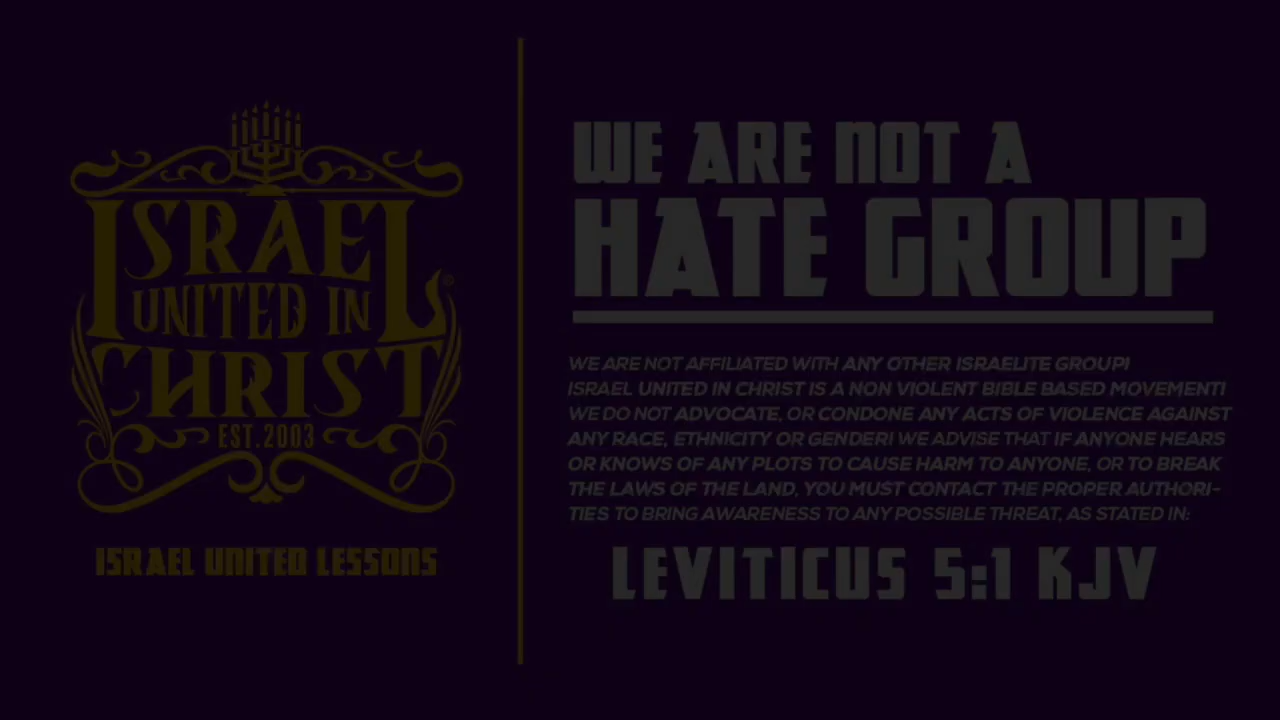 ISRAEL
UNITED IN
CHRIST
EST.2003
ISRAEL UNITED LESSONS
WE ARE NOT A
HATE GROUP
WE ARE NOT AFFILIATED WITH ANY OTHER ISRAELITE GROUP!
ISRAEL UNITED IN CHRIST IS A NON VIOLENT BIBLE BASED MOVEMENT!
WE DO NOT ADVOCATE, OR CONDONE ANY ACTS OF VIOLENCE AGAINST
ANY RACE, ETHNICITY OR GENDER! WE ADVISE THAT IF ANYONE HEARS
OR KNOWS OF ANY PLOTS TO CAUSE HARM TO ANYONE, OR TO BREAK
THE LAWS OF THE LAND, YOU MUST CONTACT THE PROPER AUTHORI-
TIES TO BRING AWARENESS TO ANY POSSIBLE THREAT, AS STATED IN:
LEVITICUS 5:1 KJV